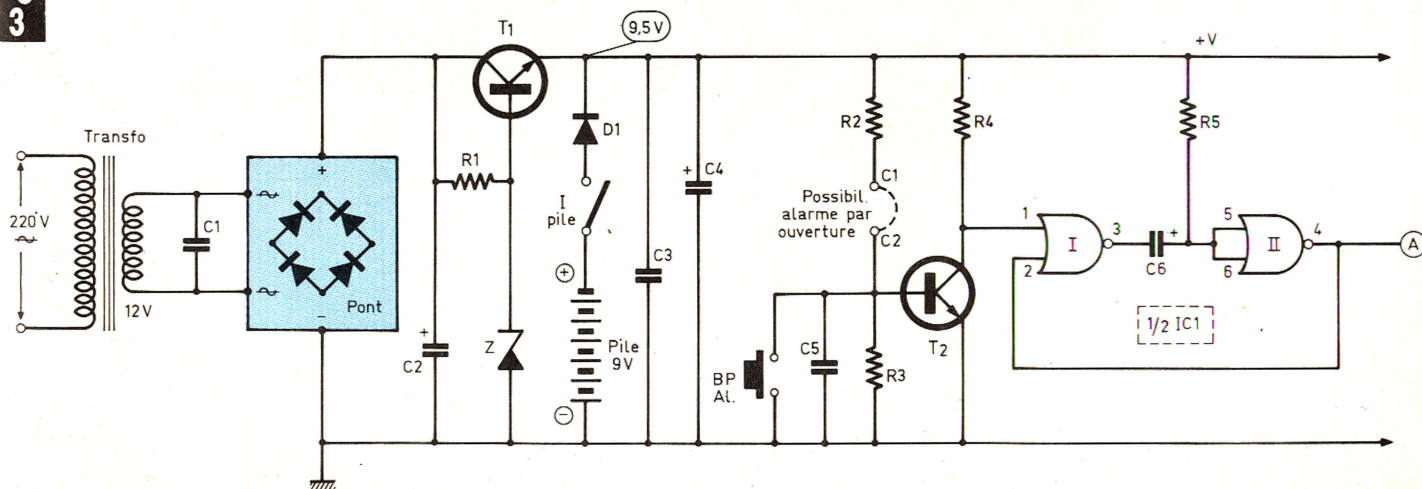 3
Transfo
220 V
12 V
C1
+
Pont
−
+
C2
R1
T1
Z
9,5 V
D1
I
pile
+
Pile
9V
−
C3
+
C4
R2
C1
Possibil.
alarme par
ouverture
C2
BP
Al.
C5
R3
T2
R4
1
2
I
3
C6
+
+V
R5
5
6
II
4
1/2 IC1
A